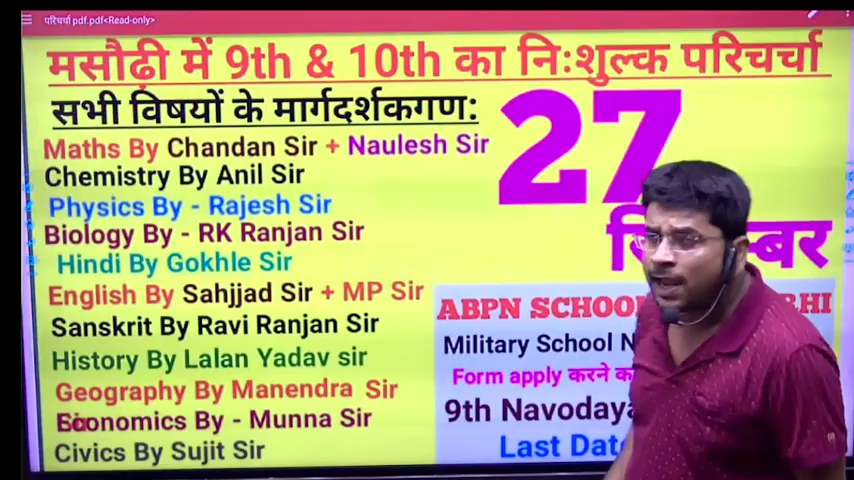 परिचर्चा pdf.pdf<Read-only>
मसौढ़ी में 9th & 10th का निःशुल्क परिचर्चा
सभी विषयों के मार्गदर्शकगण:
27
Maths By Chandan Sir + Naulesh Sir
Chemistry By Anil Sir
Physics By - Rajesh Sir
Biology By - RK Ranjan Sir
Hindi By Gokhle Sir
English By Sahjjad Sir + MP Sir
Sanskrit By Ravi Ranjan Sir
History By Lalan Yadav sir
Geography By Manendra Sir
Economics By - Munna Sir
Civics By Sujit Sir
ABPN SCHOOL
Military School
Form apply करने
9th Navodaya
Last Date